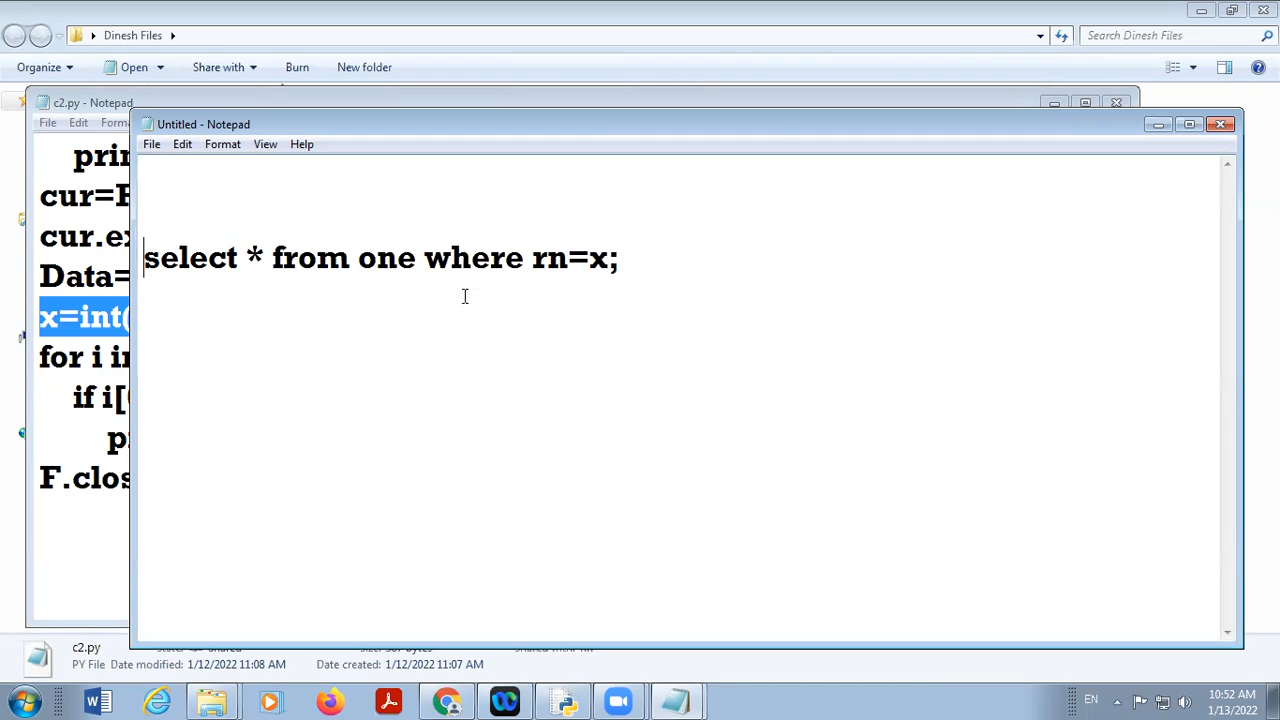 Dinesh Files
Search Dinesh Files
Organize Open Share with Burn New folder
c2.py - Notepad
File Edit
Untitled - Notepad
File Edit Format View Help
cur=
Data=
x=int(
for i
if i[
select * from one where rn=x;
c2.py
PY File Date modified: 1/12/2022 11:08 AM Date created: 1/12/2022 11:07 AM
EN
10:52 AM
1/13/2022